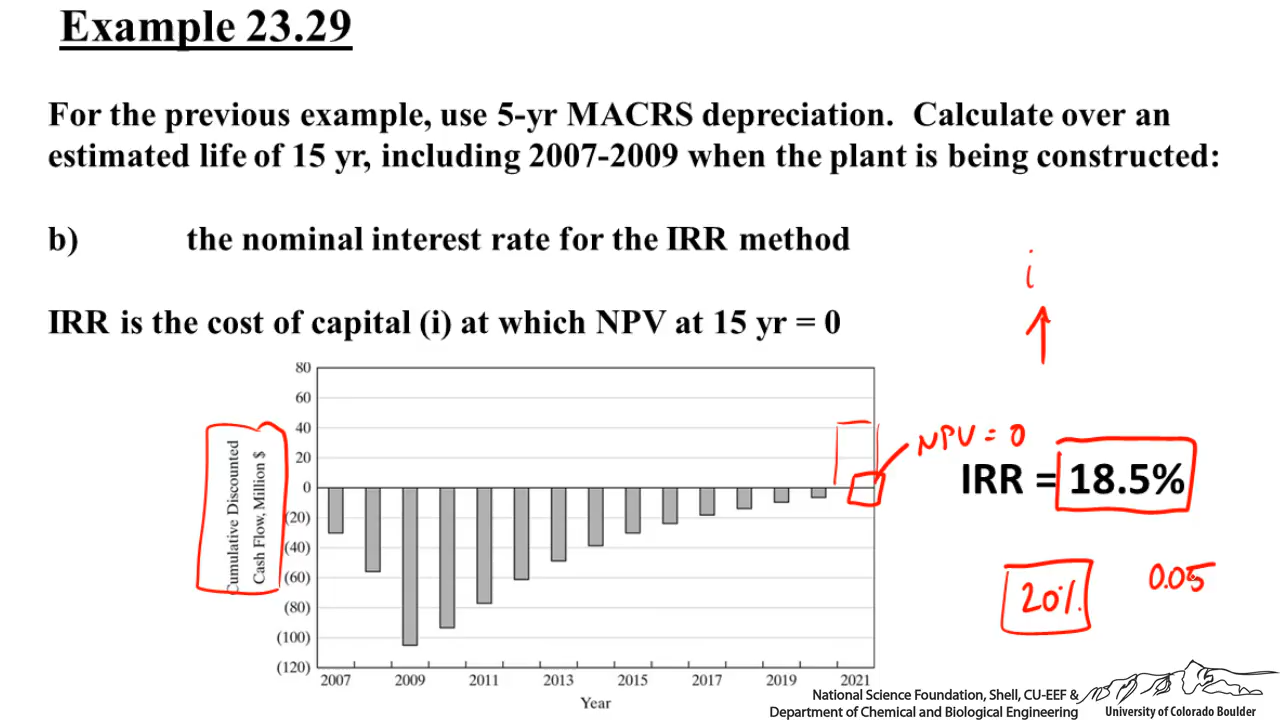 Example 23.29
For the previous example, use 5-yr MACRS depreciation. Calculate over an
estimated life of 15 yr, including 2007-2009 when the plant is being constructed:
b) the nominal interest rate for the IRR method
i
IRR is the cost of capital (i) at which NPV at 15 yr = 0
Cumulative Discounted
Cash Flow, Million $
80
60
40
20
0
(20)
(40)
(60)
(80)
(100)
(120)
2007 2009 2011 2013 2015 2017 2019 2021
Year
NPV = 0
IRR = 18.5%
20%
0.05
National Science Foundation, Shell, CU-EEF &
Department of Chemical and Biological Engineering
University of Colorado Boulder